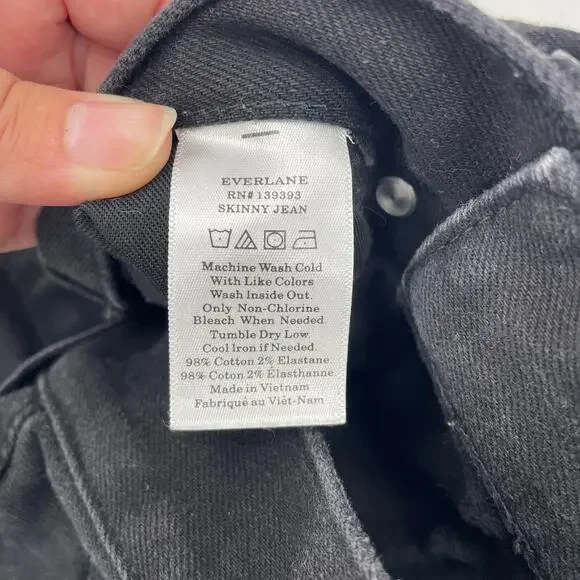 EVERLANE
RN# 139393
SKINNY JEAN
Machine Wash Cold
With Like Colors
Wash Inside Out.
Only Non-Chlorine
Bleach When Needed.
Tumble Dry Low
Cool Iron if Needed.
98% Cotton 2% Elastane
98% Coton 2% Élasthanne
Made in Vietnam
Fabriqué au Việt-Nam